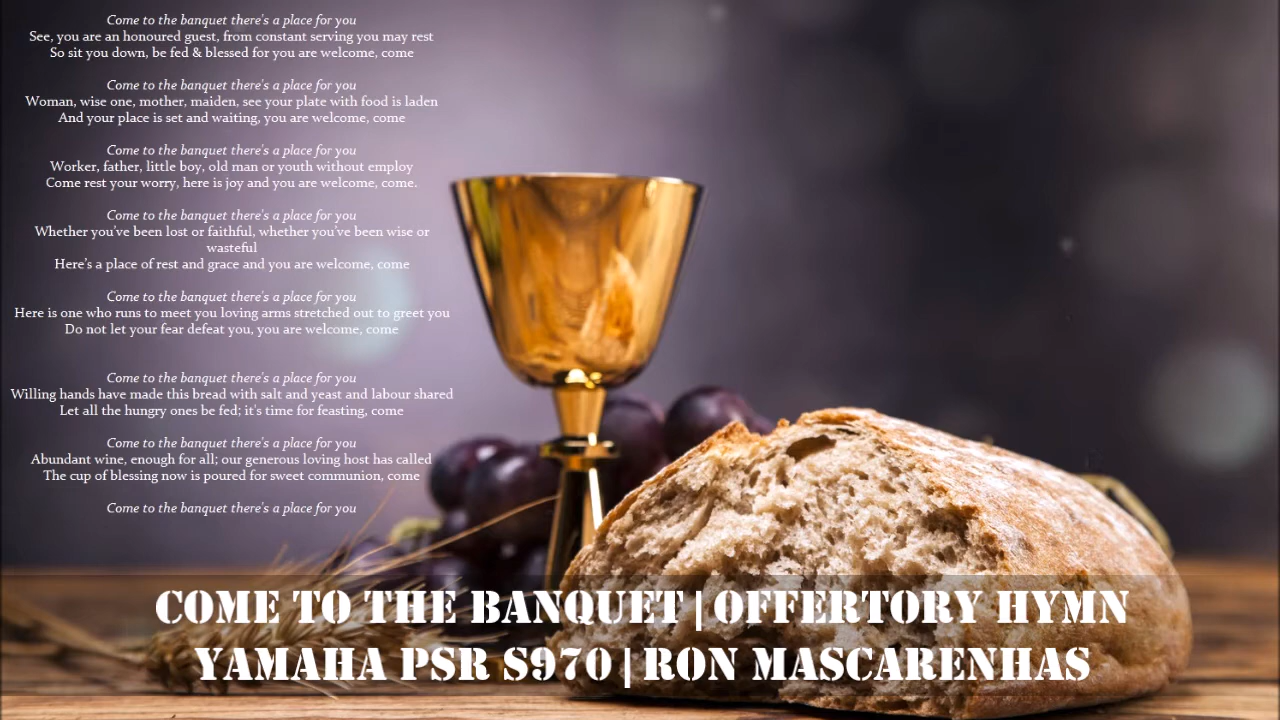 Come to the banquet there's a place for you
See, you are an honoured guest, from constant serving you may rest
So sit you down, be fed & blessed for you are welcome, come
Come to the banquet there's a place for you
Woman, wise one, mother, maiden, see your plate with food is laden
And your place is set and waiting, you are welcome, come
Come to the banquet there's a place for you
Worker, father, little boy, old man or youth without employ
Come rest your worry, here is joy and you are welcome, come.
Come to the banquet there's a place for you
Whether you've been lost or faithful, whether you've been wise or
wasteful
Here's a place of rest and grace and you are welcome, come
Come to the banquet there's a place for you
Here is one who runs to meet you loving arms stretched out to greet you
Do not let your fear defeat you, you are welcome, come
Come to the banquet there's a place for you
Willing hands have made this bread with salt and yeast and labour shared
Let all the hungry ones be fed; it's time for feasting, come
Come to the banquet there's a place for you
Abundant wine, enough for all; our generous loving host has called
The cup of blessing now is poured for sweet communion, come
Come to the banquet there's a place for you
COME TO THE BANQUET | OFFERTORY HYMN
YAMAHA PSR S970 | RON MASCARENHAS